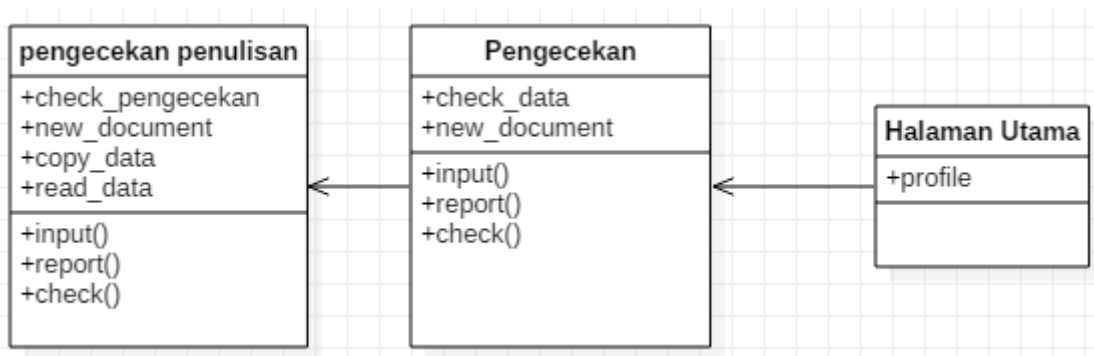 pengecekan penulisan
+check_pengecekan
+new_document
+copy_data
+read_data
+input()
+report()
+check()
Pengecekan
+check_data
+new_document
+input()
+report()
+check()
Halaman Utama
+profile